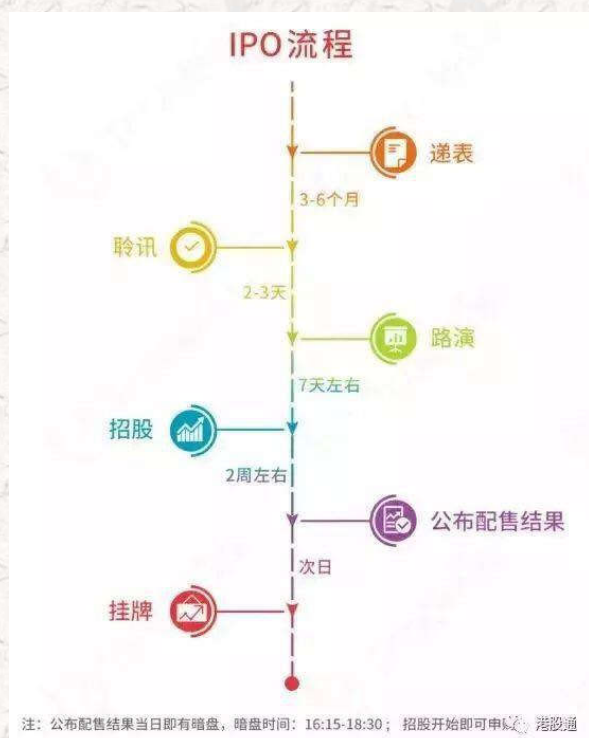 IPO流程
递表
3-6个月
聆讯
2-3天
路演
7天左右
招股
2周左右
公布配售结果
次日
挂牌
注：公布配售结果当日即有暗盘，暗盘时间：16:15-18:30； 招股开始即可申 港股通